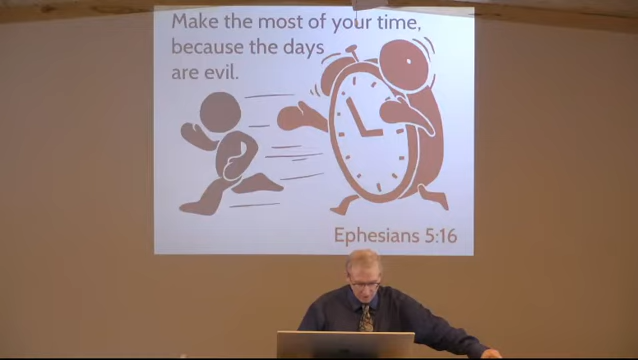 Make the most of your time,
because the days
are evil.
Ephesians 5:16